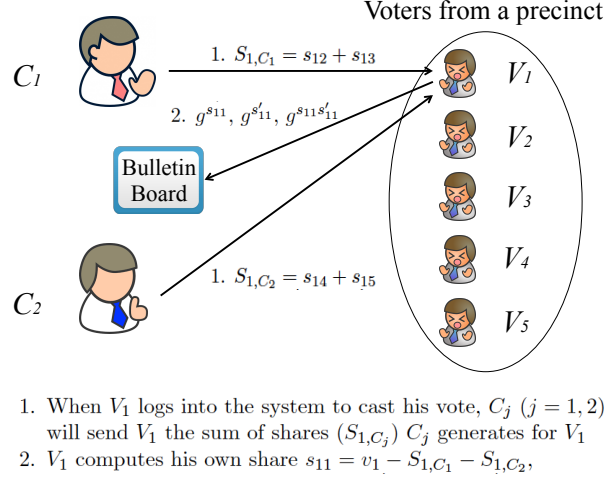 Voters from a precinct
C₁
1. S₁,C₁ = s₁₂ + s₁₃
V₁
2. g^{s₁₁}, g^{s′₁₁}, g^{s₁₁s′₁₁}
V₂
Bulletin
Board
V₃
C₂
1. S₁,C₂ = s₁₄ + s₁₅
V₄
V₅
1. When V₁ logs into the system to cast his vote, Cⱼ (j = 1, 2)
will send V₁ the sum of shares (S₁,Cⱼ) Cⱼ generates for V₁
2. V₁ computes his own share s₁₁ = v₁ − S₁,C₁ − S₁,C₂,